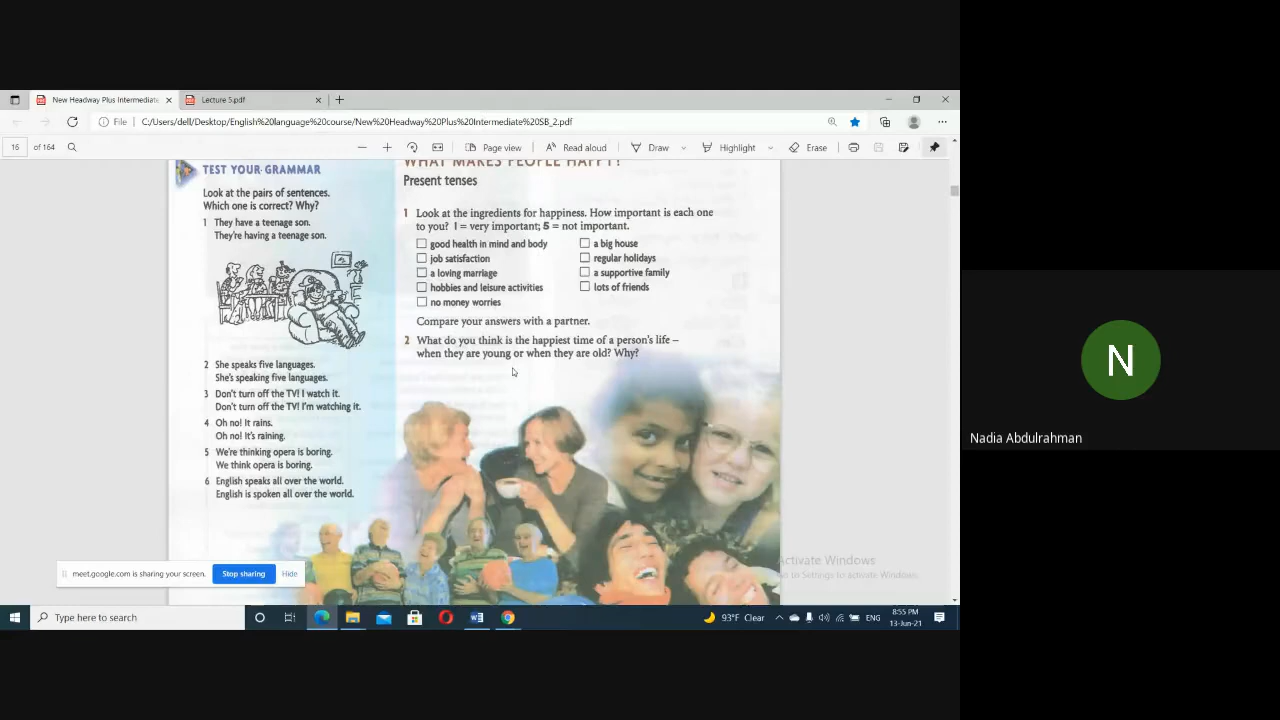 New Headway Plus Intermediate
Lecture 5.pdf
File
C:/Users/dell/Desktop/English%20language%20course/New%20Headway%20Plus%20Intermediate%20SB_2.pdf
16 of 164
Page view
Read aloud
Draw
Highlight
Erase
TEST YOUR GRAMMAR
Look at the pairs of sentences.
Which one is correct? Why?
1 They have a teenage son.
They're having a teenage son.
2 She speaks five languages.
She's speaking five languages.
3 Don't turn off the TV! I watch it.
Don't turn off the TV! I'm watching it.
4 Oh no! It rains.
Oh no! It's raining.
5 We're thinking opera is boring.
We think opera is boring.
6 English speaks all over the world.
English is spoken all over the world.
WHAT MAKES PEOPLE HAPPY?
Present tenses
1 Look at the ingredients for happiness. How important is each one
to you? 1 = very important; 5 = not important.
good health in mind and body
job satisfaction
a loving marriage
hobbies and leisure activities
no money worries
a big house
regular holidays
a supportive family
lots of friends
Compare your answers with a partner.
2 What do you think is the happiest time of a person's life –
when they are young or when they are old? Why?
Activate Windows
Go to Settings to activate Windows.
meet.google.com is sharing your screen.
Stop sharing
Hide
Type here to search
93°F Clear
ENG
8:55 PM
13-Jun-21
N
Nadia Abdulrahman